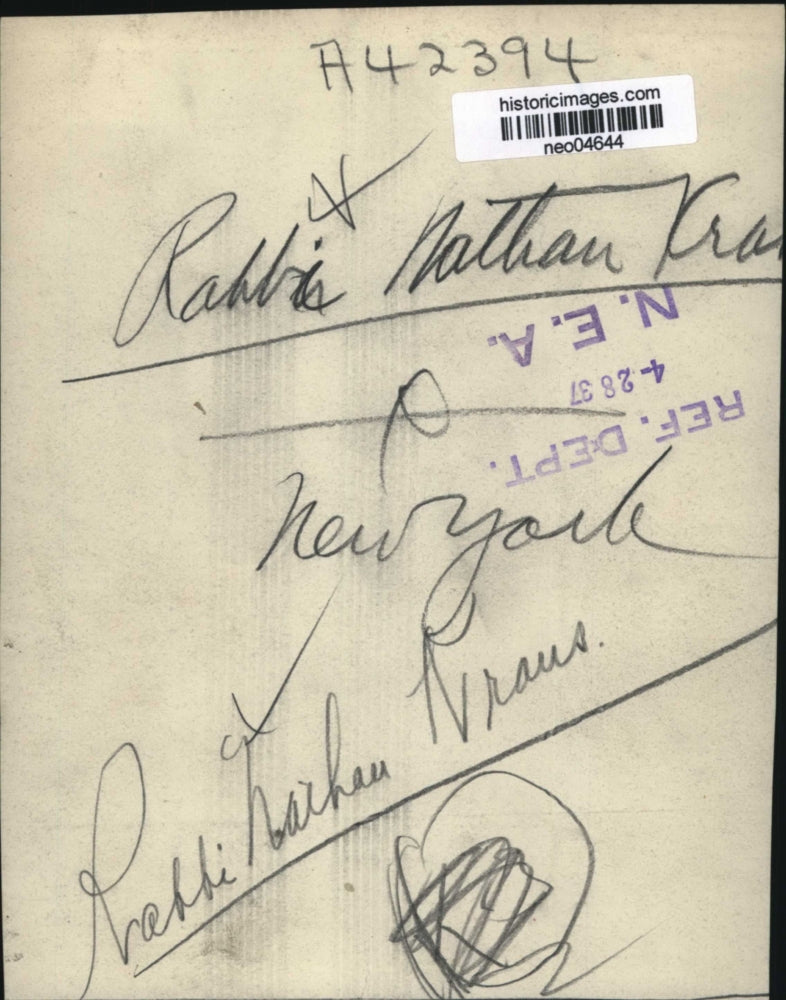 A42394
historicimages.com
neo04644
Rabbi Nathan Kra
N.E.A.
4-28 37
REF. DEPT.
P
New York
Rabbi Nathan Kraus.